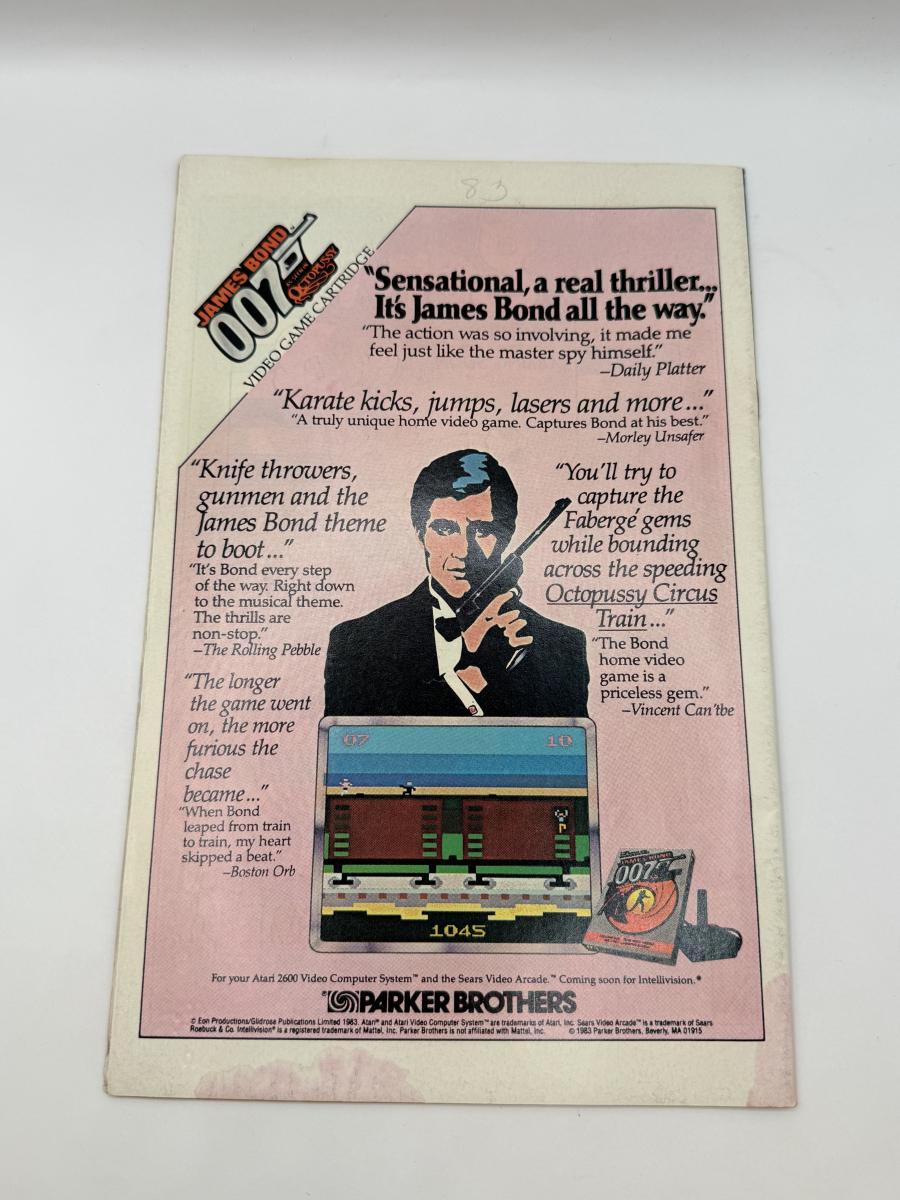 83
JAMES BOND
007
AS SEEN IN
OCTOPUSSY
VIDEO GAME CARTRIDGE
"Sensational, a real thriller...
It's James Bond all the way."
"The action was so involving, it made me
feel just like the master spy himself."
–Daily Platter
"Karate kicks, jumps, lasers and more..."
"A truly unique home video game. Captures Bond at his best."
–Morley Unsafer
"Knife throwers,
gunmen and the
James Bond theme
to boot..."
"It's Bond every step
of the way. Right down
to the musical theme.
The thrills are
non-stop."
–The Rolling Pebble
"The longer
the game went
on, the more
furious the
chase
became..."
"When Bond
leaped from train
to train, my heart
skipped a beat."
–Boston Orb
"You'll try to
capture the
Fabergé gems
while bounding
across the speeding
Octopussy Circus
Train..."
"The Bond
home video
game is a
priceless gem."
–Vincent Can'tbe
07 10
1045
JAMES BOND
007
For your Atari 2600 Video Computer System™ and the Sears Video Arcade.™ Coming soon for Intellivision.®
PARKER BROTHERS
© Eon Productions/Glidrose Publications Limited 1983. Atari® and Atari Video Computer System™ are trademarks of Atari, Inc. Sears Video Arcade™ is a trademark of Sears
Roebuck & Co. Intellivision® is a registered trademark of Mattel, Inc. Parker Brothers is not affiliated with Mattel, Inc. © 1983 Parker Brothers, Beverly, MA 01915